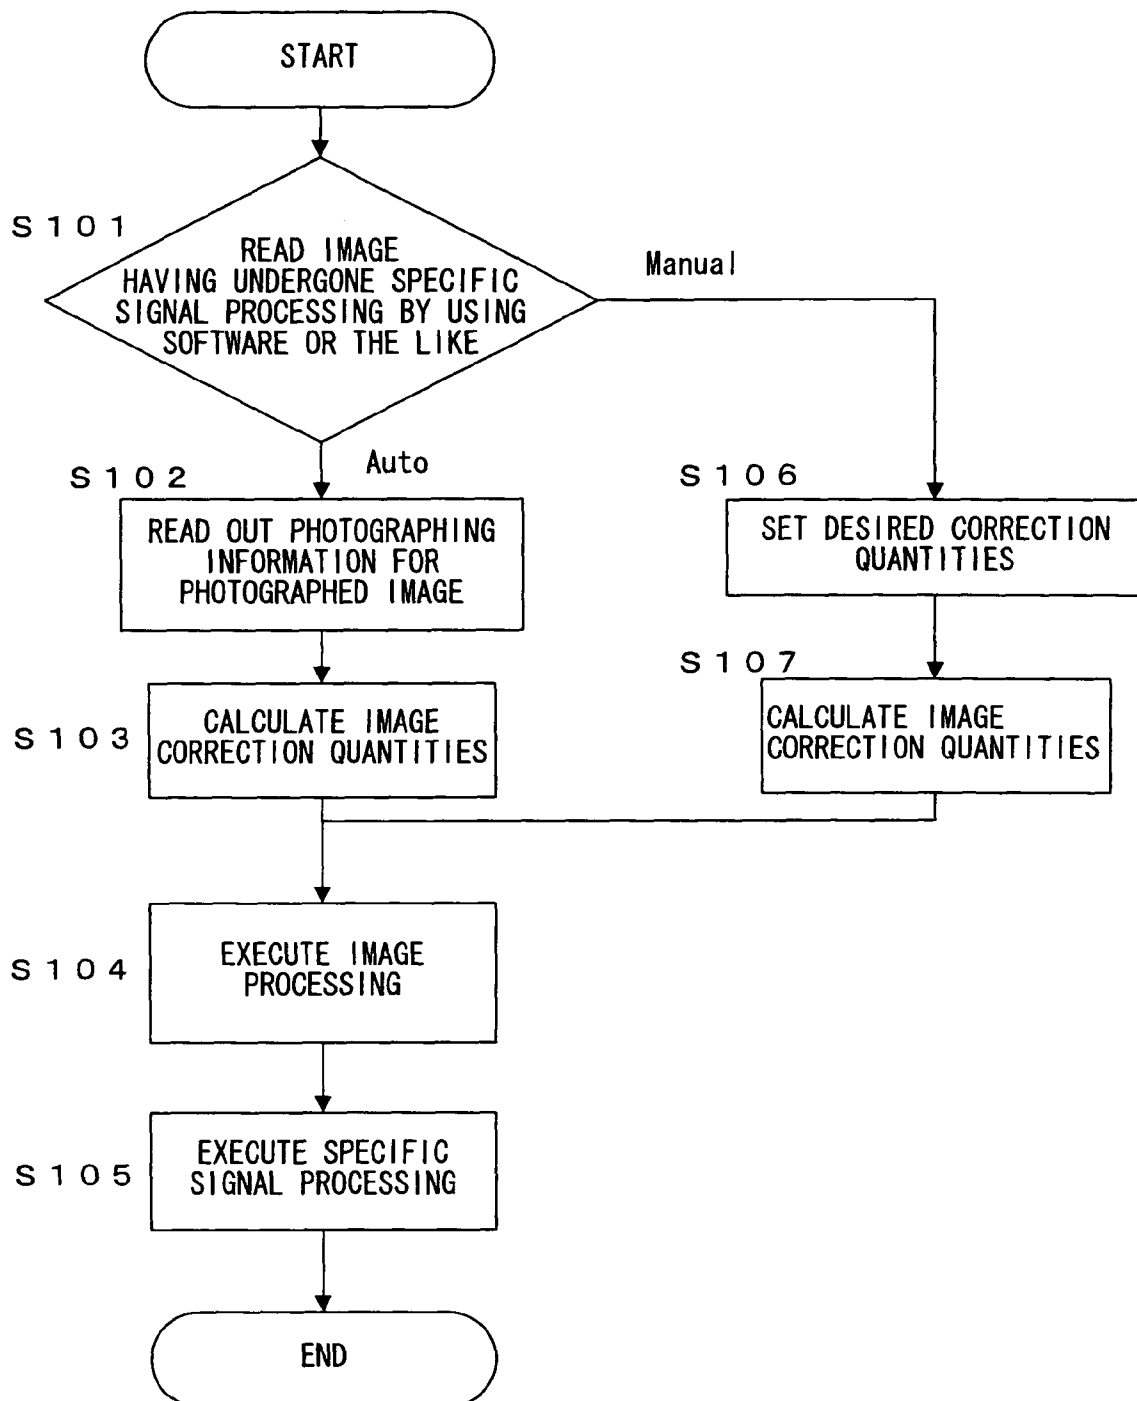 START
S101
READ IMAGE
HAVING UNDERGONE SPECIFIC
SIGNAL PROCESSING BY USING
SOFTWARE OR THE LIKE
Manual
Auto
S102
READ OUT PHOTOGRAPHING
INFORMATION FOR
PHOTOGRAPHED IMAGE
S106
SET DESIRED CORRECTION
QUANTITIES
S103
CALCULATE IMAGE
CORRECTION QUANTITIES
S107
CALCULATE IMAGE
CORRECTION QUANTITIES
S104
EXECUTE IMAGE
PROCESSING
S105
EXECUTE SPECIFIC
SIGNAL PROCESSING
END